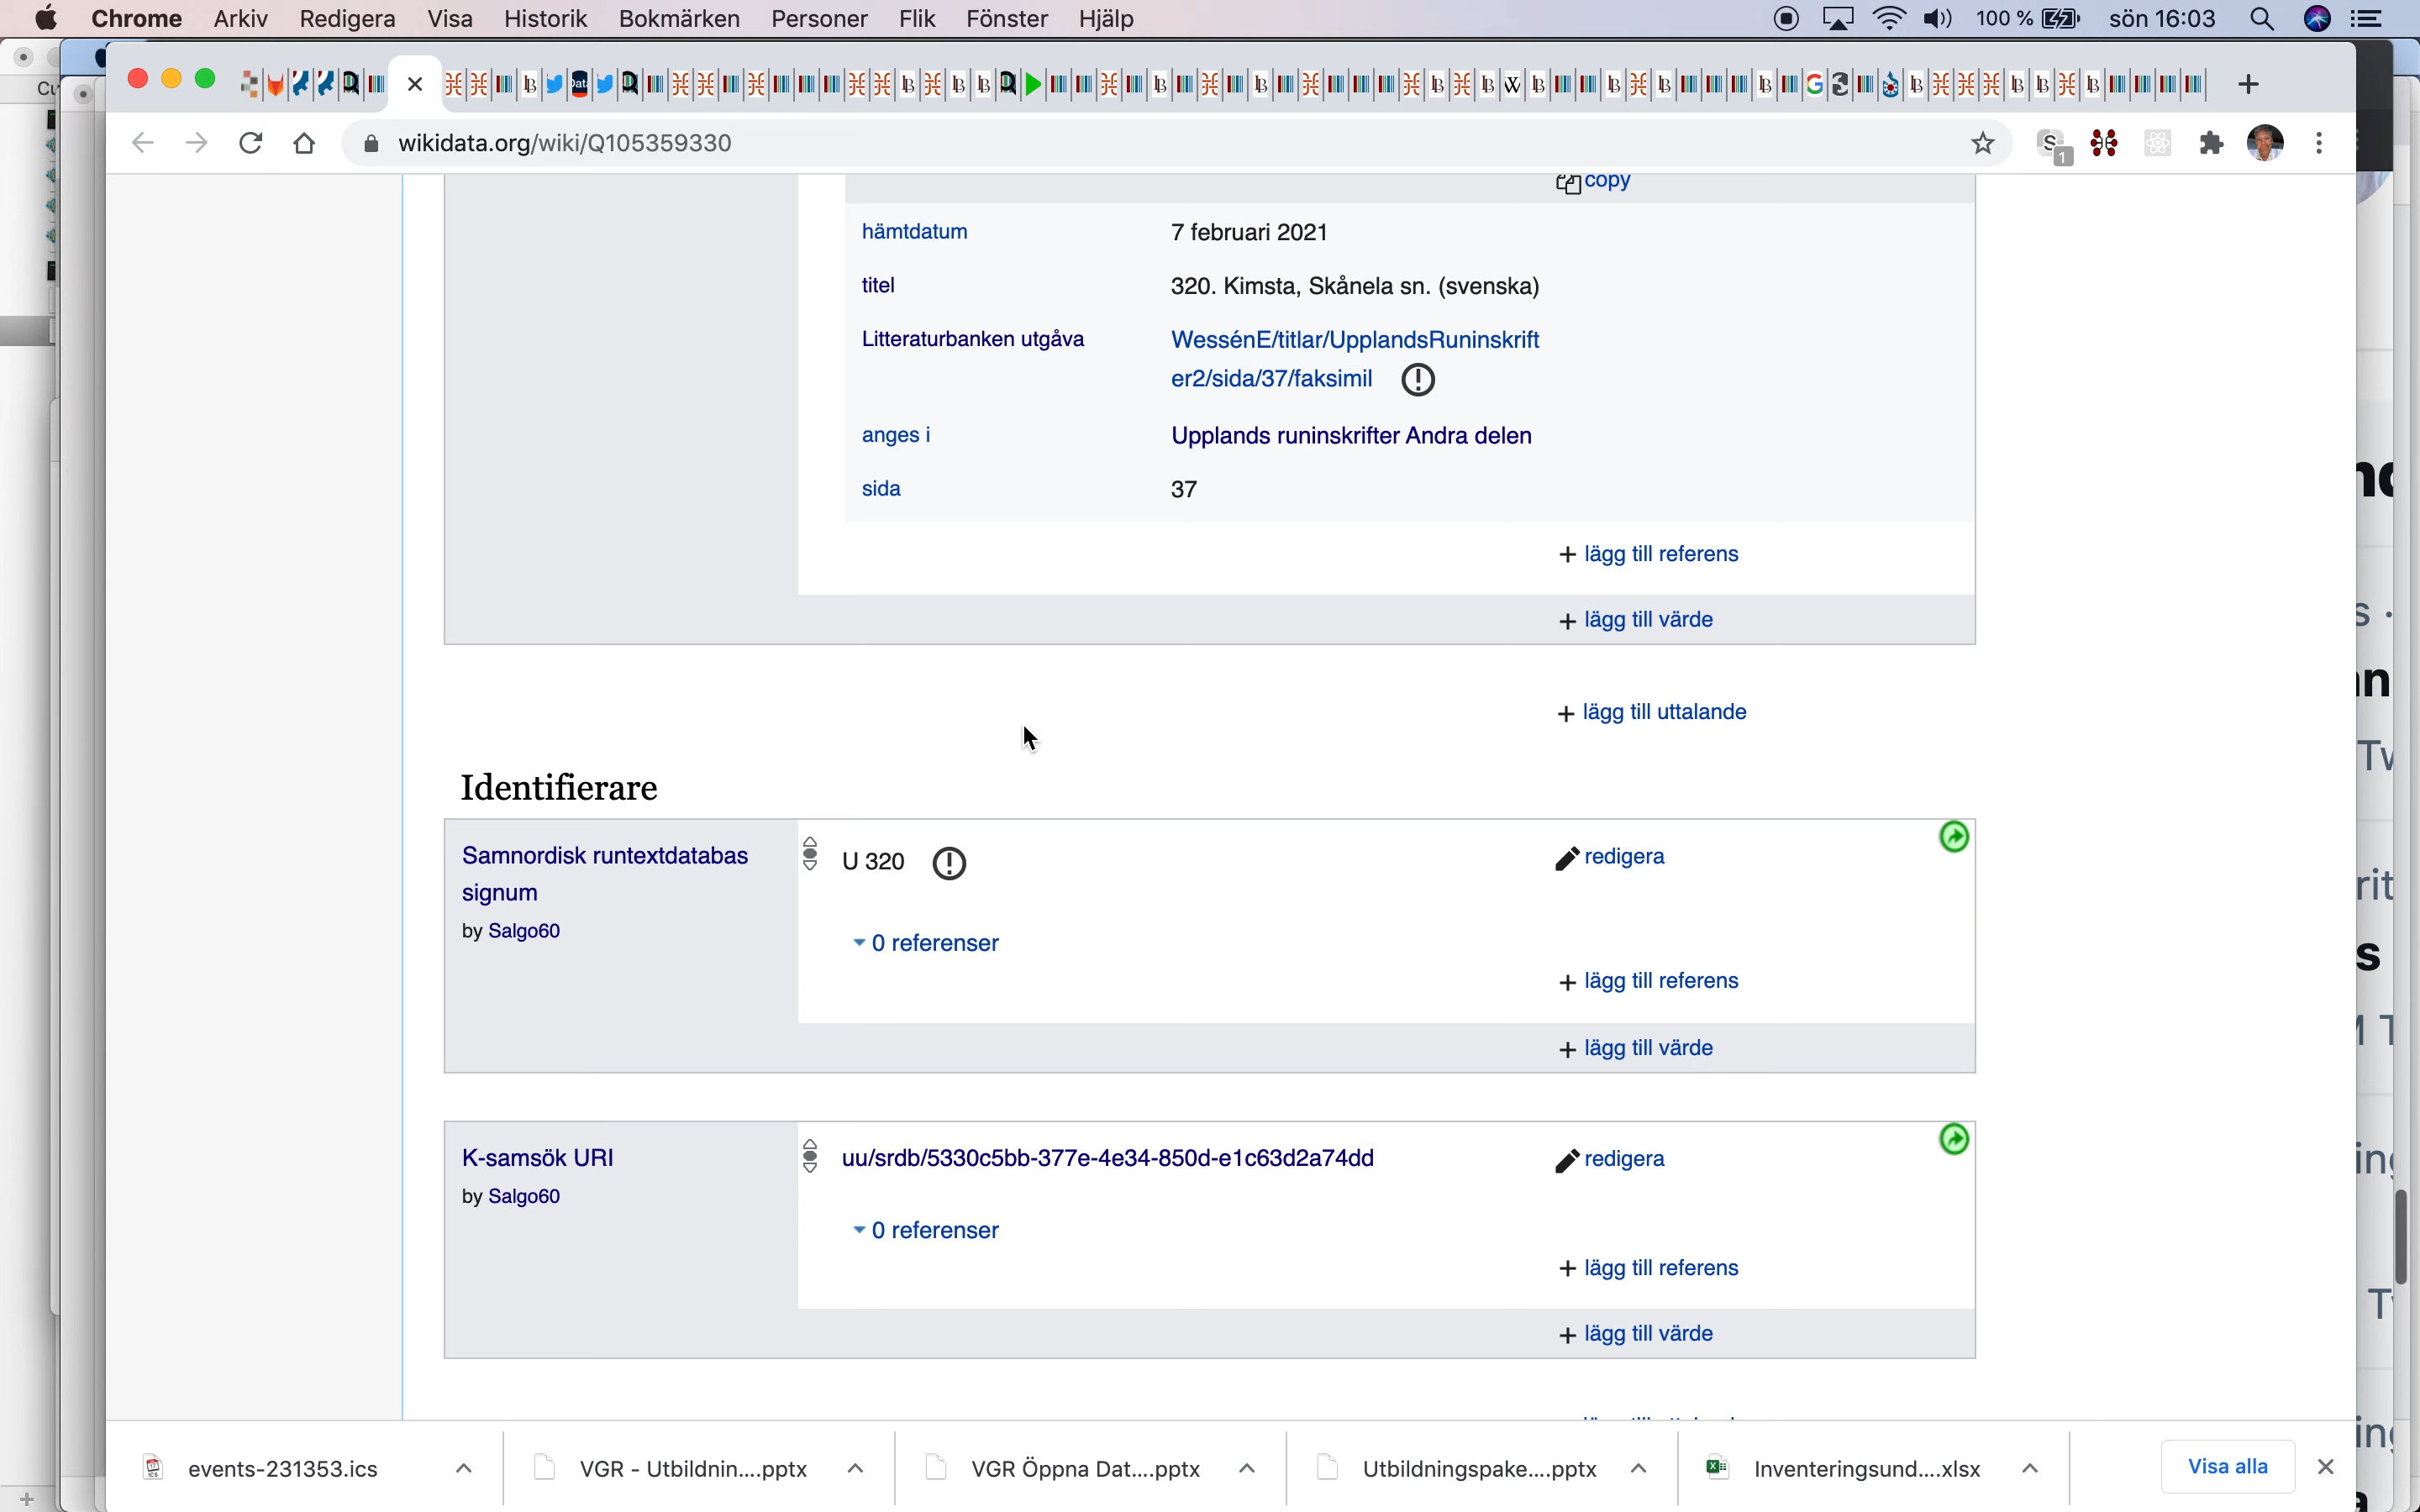 Chrome Arkiv Redigera Visa Historik Bokmärken Personer Flik Fönster Hjälp 100 % sön 16:03
wikidata.org/wiki/Q105359330
copy
hämtdatum 7 februari 2021
titel 320. Kimsta, Skånela sn. (svenska)
Litteraturbanken utgåva WessénE/titlar/UpplandsRuninskrift
er2/sida/37/faksimil
anges i Upplands runinskrifter Andra delen
sida 37
+ lägg till referens
+ lägg till värde
+ lägg till uttalande
Identifierare
Samnordisk runtextdatabas
signum
by Salgo60
U 320
redigera
0 referenser
+ lägg till referens
+ lägg till värde
K-samsök URI
by Salgo60
uu/srdb/5330c5bb-377e-4e34-850d-e1c63d2a74dd
redigera
0 referenser
+ lägg till referens
+ lägg till värde
events-231353.ics
VGR - Utbildnin....pptx
VGR Öppna Dat....pptx
Utbildningspake....pptx
Inventeringsund....xlsx
Visa alla